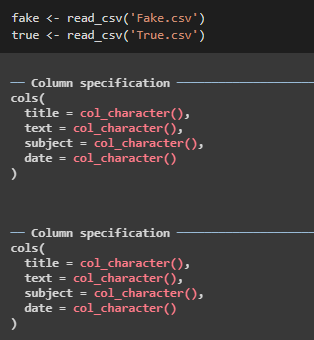 fake <- read_csv('Fake.csv')
true <- read_csv('True.csv')
── Column specification ────────────────────
cols(
  title = col_character(),
  text = col_character(),
  subject = col_character(),
  date = col_character()
)
── Column specification ────────────────────
cols(
  title = col_character(),
  text = col_character(),
  subject = col_character(),
  date = col_character()
)